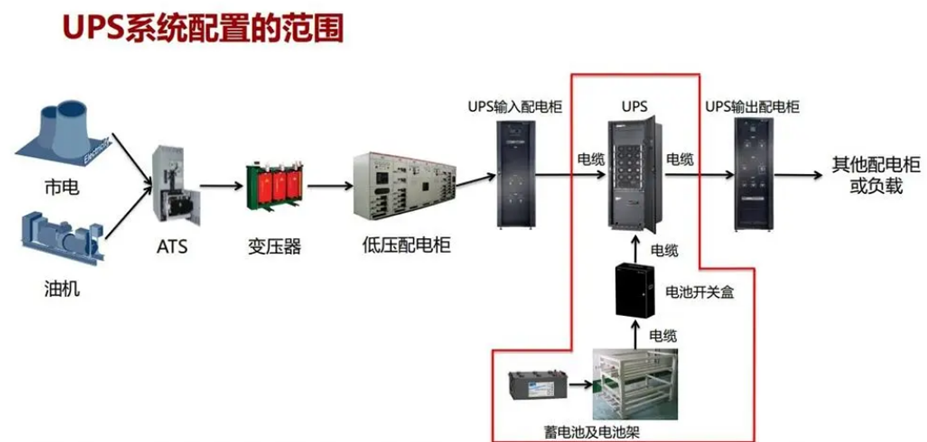 UPS系统配置的范围
UPS输入配电柜
UPS
UPS输出配电柜
电缆
电缆
市电
ATS
变压器
低压配电柜
其他配电柜
或负载
油机
电缆
电池开关盒
电缆
蓄电池及电池架